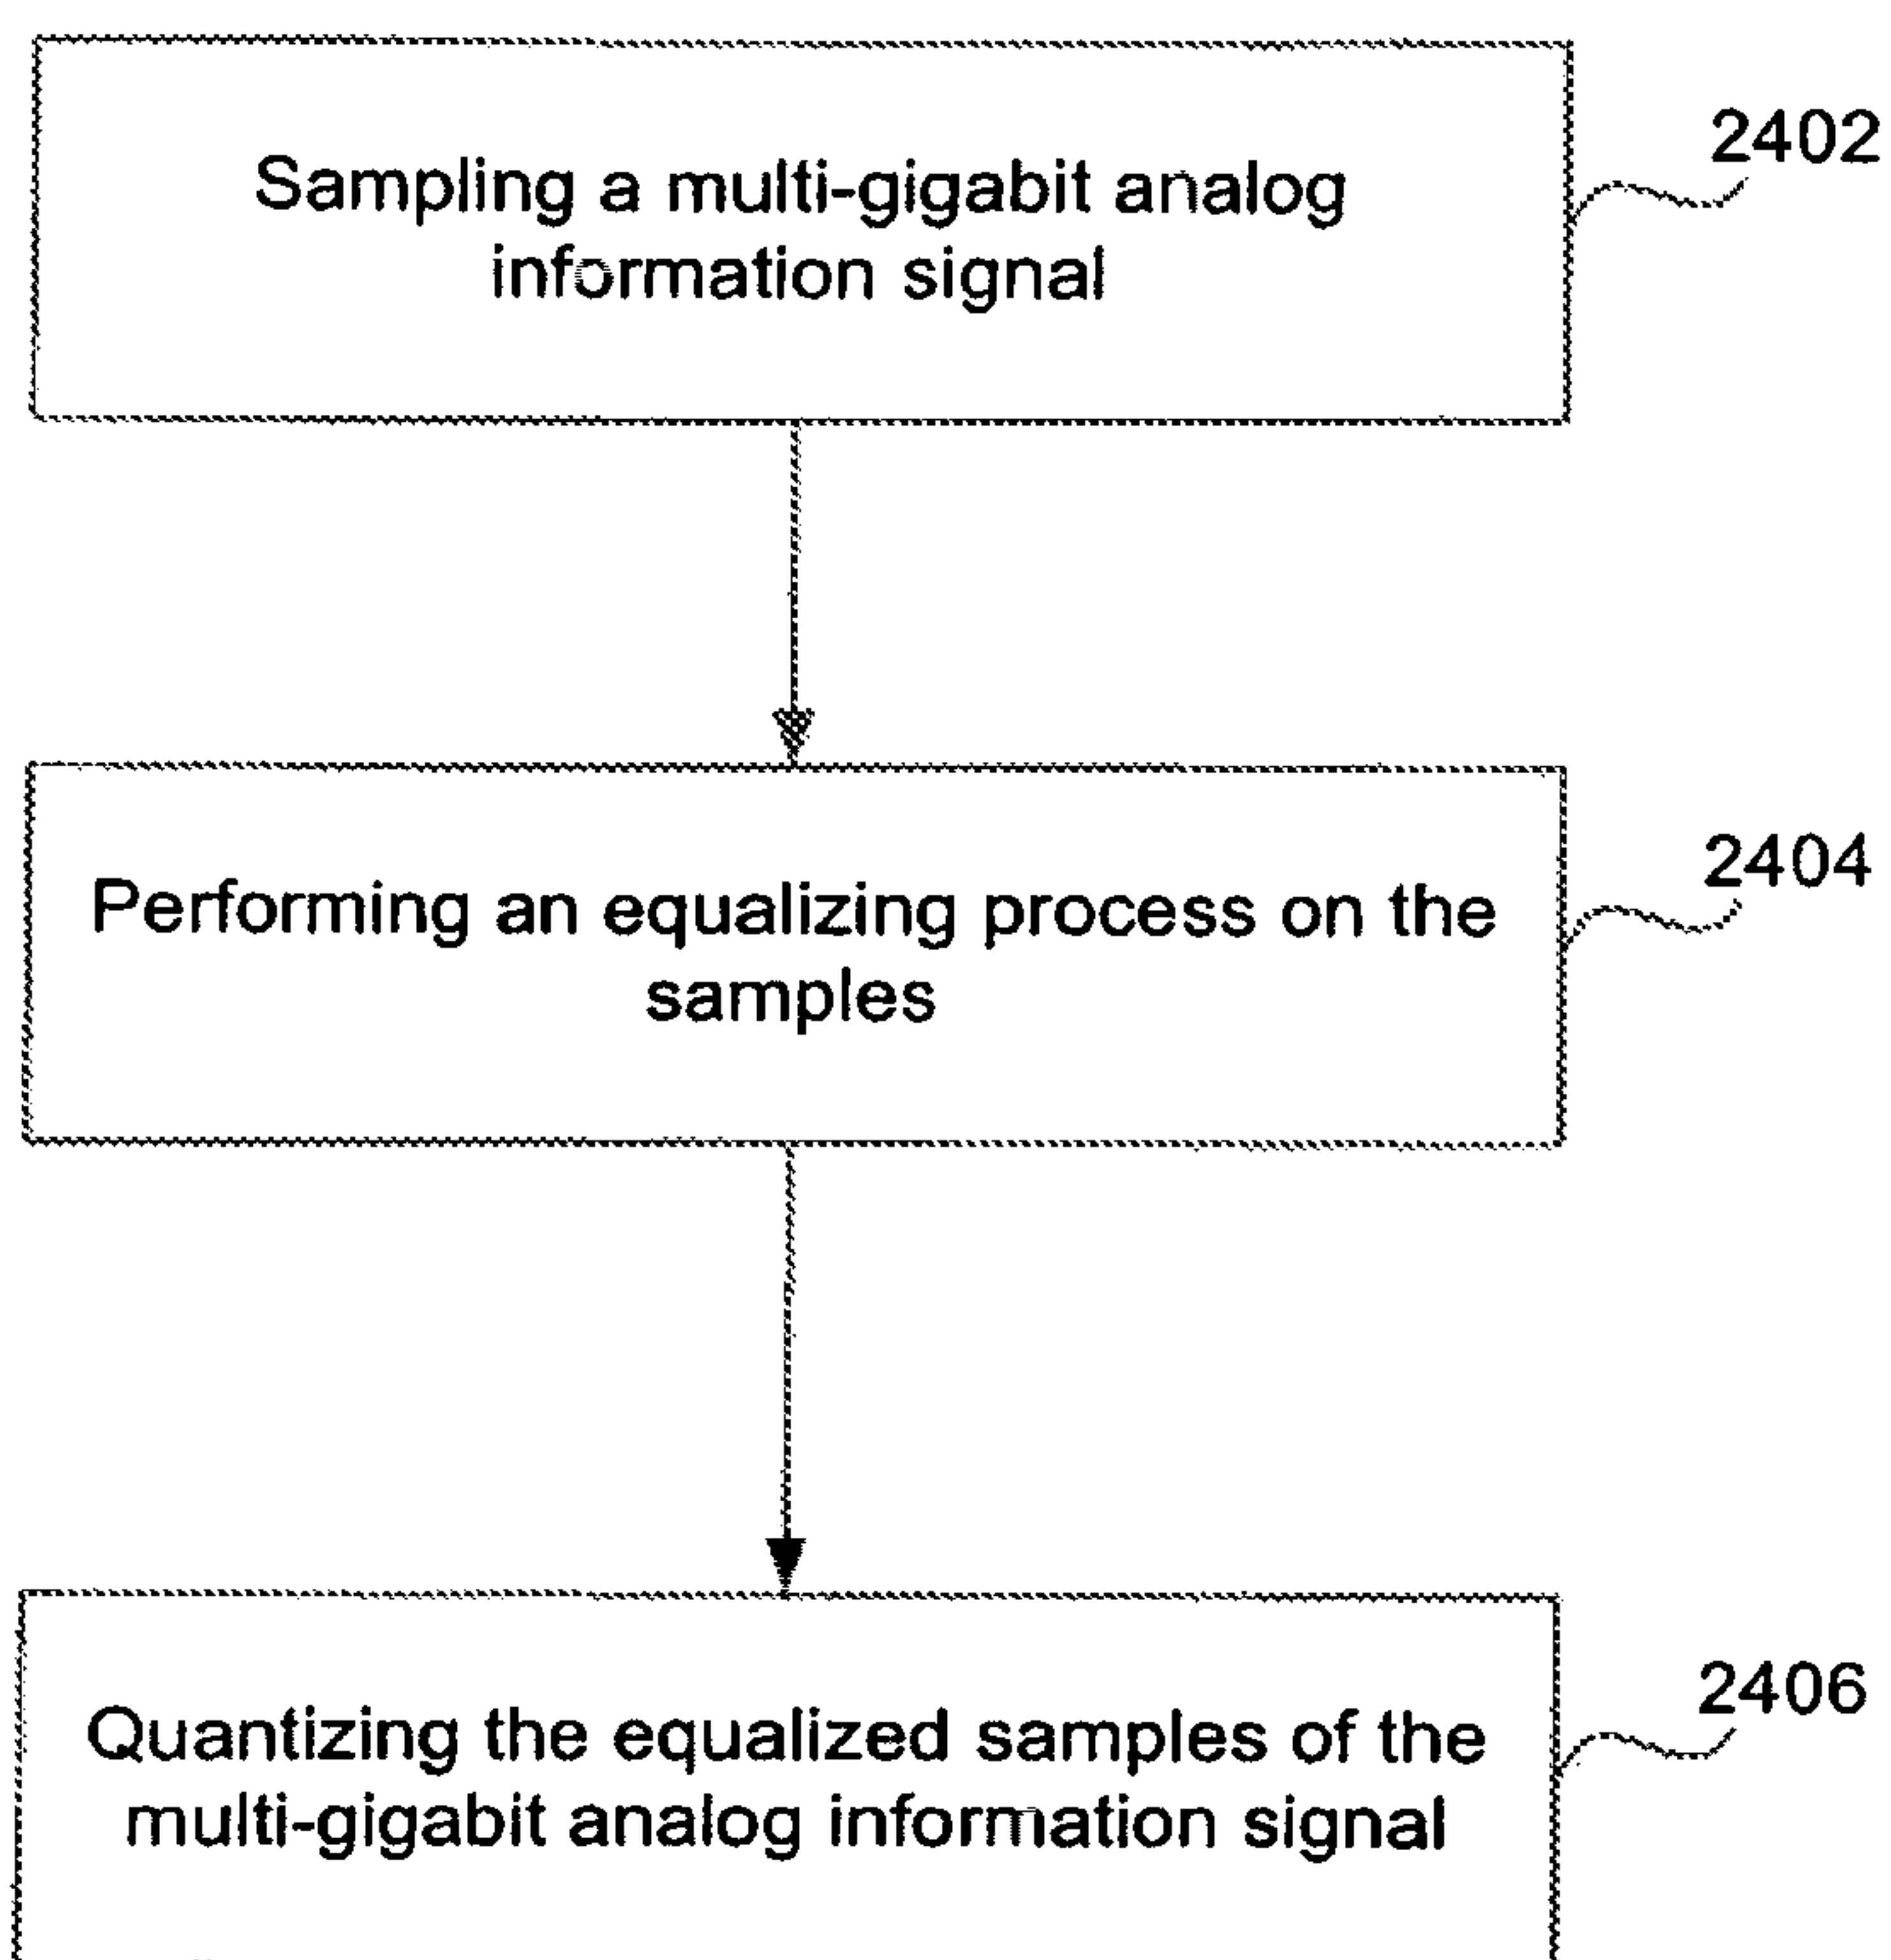 Sampling a multi-gigabit analog
information signal
2402
Performing an equalizing process on the
samples
2404
Quantizing the equalized samples of the
multi-gigabit analog information signal
2406